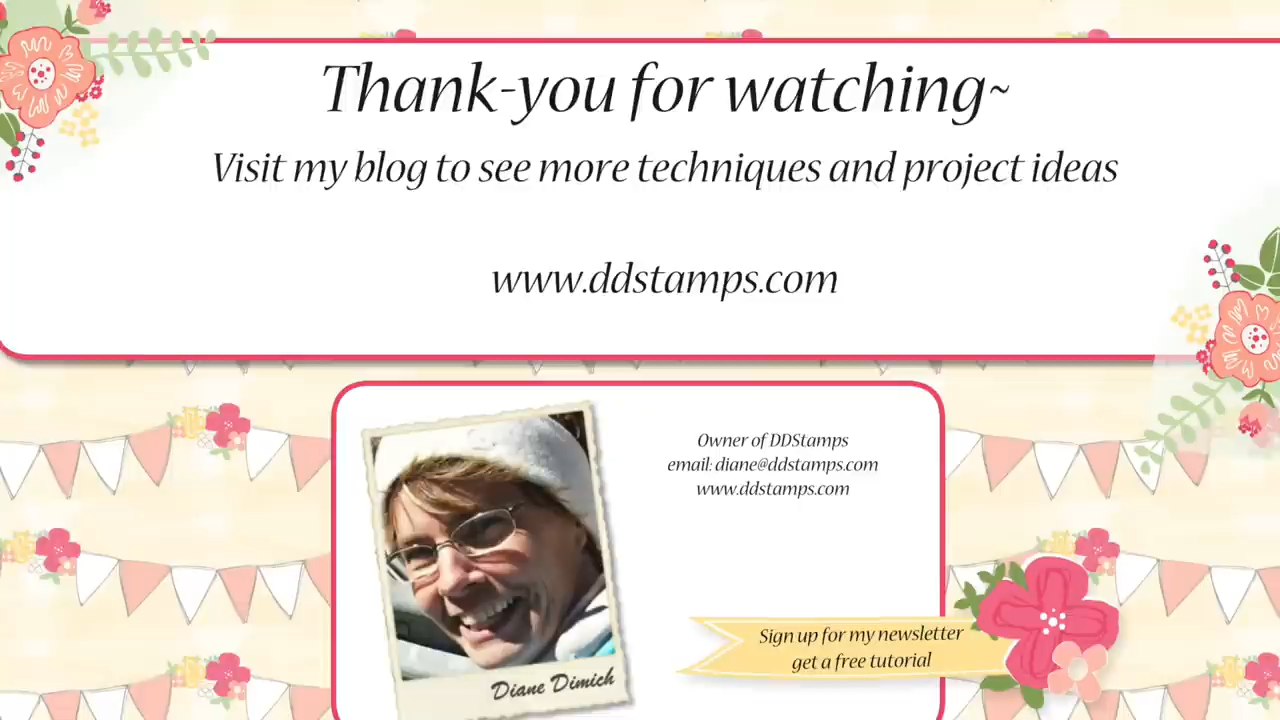 Thank-you for watching~
Visit my blog to see more techniques and project ideas
www.ddstamps.com
Owner of DDStamps
email: diane@ddstamps.com
www.ddstamps.com
Diane Dimich
Sign up for my newsletter
get a free tutorial